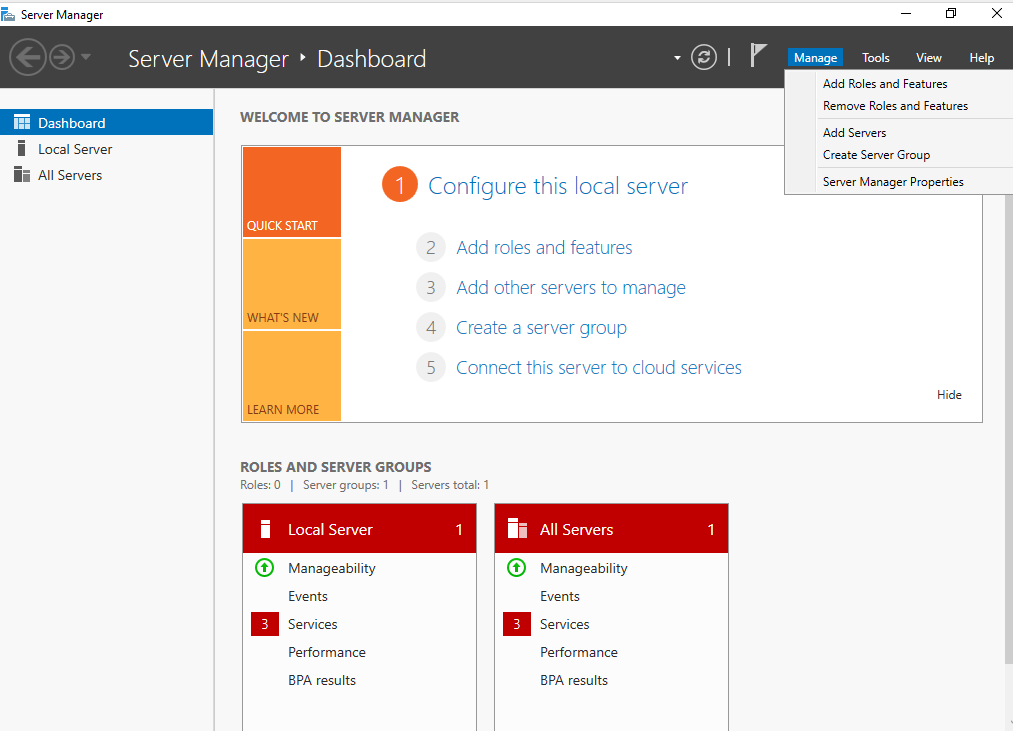 Server Manager
Server Manager ‣ Dashboard
Manage Tools View Help
Add Roles and Features
Remove Roles and Features
Add Servers
Create Server Group
Server Manager Properties
Dashboard
Local Server
All Servers
WELCOME TO SERVER MANAGER
QUICK START
WHAT'S NEW
LEARN MORE
1 Configure this local server
2 Add roles and features
3 Add other servers to manage
4 Create a server group
5 Connect this server to cloud services
Hide
ROLES AND SERVER GROUPS
Roles: 0 | Server groups: 1 | Servers total: 1
Local Server 1
Manageability
Events
3 Services
Performance
BPA results
All Servers 1
Manageability
Events
3 Services
Performance
BPA results